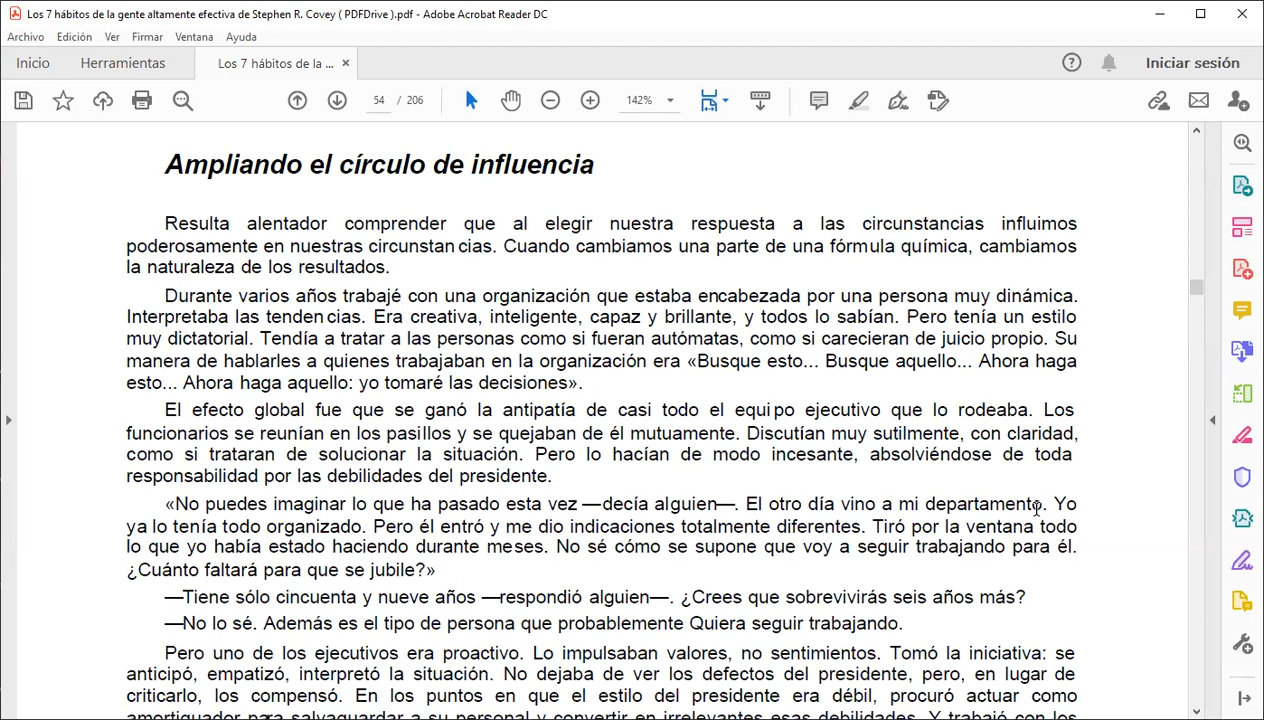 Los 7 hábitos de la gente altamente efectiva de Stephen R. Covey ( PDFDrive ).pdf - Adobe Acrobat Reader DC
Archivo Edición Ver Firmar Ventana Ayuda
Inicio Herramientas Los 7 hábitos de la ... Iniciar sesión
54 / 206 142%
Ampliando el círculo de influencia
Resulta alentador comprender que al elegir nuestra respuesta a las circunstancias influimos
poderosamente en nuestras circunstan cias. Cuando cambiamos una parte de una fórmula química, cambiamos
la naturaleza de los resultados.
Durante varios años trabajé con una organización que estaba encabezada por una persona muy dinámica.
Interpretaba las tenden cias. Era creativa, inteligente, capaz y brillante, y todos lo sabían. Pero tenía un estilo
muy dictatorial. Tendía a tratar a las personas como si fueran autómatas, como si carecieran de juicio propio. Su
manera de hablarles a quienes trabajaban en la organización era «Busque esto... Busque aquello... Ahora haga
esto... Ahora haga aquello: yo tomaré las decisiones».
El efecto global fue que se ganó la antipatía de casi todo el equi po ejecutivo que lo rodeaba. Los
funcionarios se reunían en los pasillos y se quejaban de él mutuamente. Discutían muy sutilmente, con claridad,
como si trataran de solucionar la situación. Pero lo hacían de modo incesante, absolviéndose de toda
responsabilidad por las debilidades del presidente.
«No puedes imaginar lo que ha pasado esta vez —decía alguien—. El otro día vino a mi departamento. Yo
ya lo tenía todo organizado. Pero él entró y me dio indicaciones totalmente diferentes. Tiró por la ventana todo
lo que yo había estado haciendo durante meses. No sé cómo se supone que voy a seguir trabajando para él.
¿Cuánto faltará para que se jubile?»
—Tiene sólo cincuenta y nueve años —respondió alguien—. ¿Crees que sobrevivirás seis años más?
—No lo sé. Además es el tipo de persona que probablemente Quiera seguir trabajando.
Pero uno de los ejecutivos era proactivo. Lo impulsaban valores, no sentimientos. Tomó la iniciativa: se
anticipó, empatizó, interpretó la situación. No dejaba de ver los defectos del presidente, pero, en lugar de
criticarlo, los compensó. En los puntos en que el estilo del presidente era débil, procuró actuar como
amortiguador para salvaguardar a su personal y convertir en irrelevantes esas debilidades. Y trabajó con los